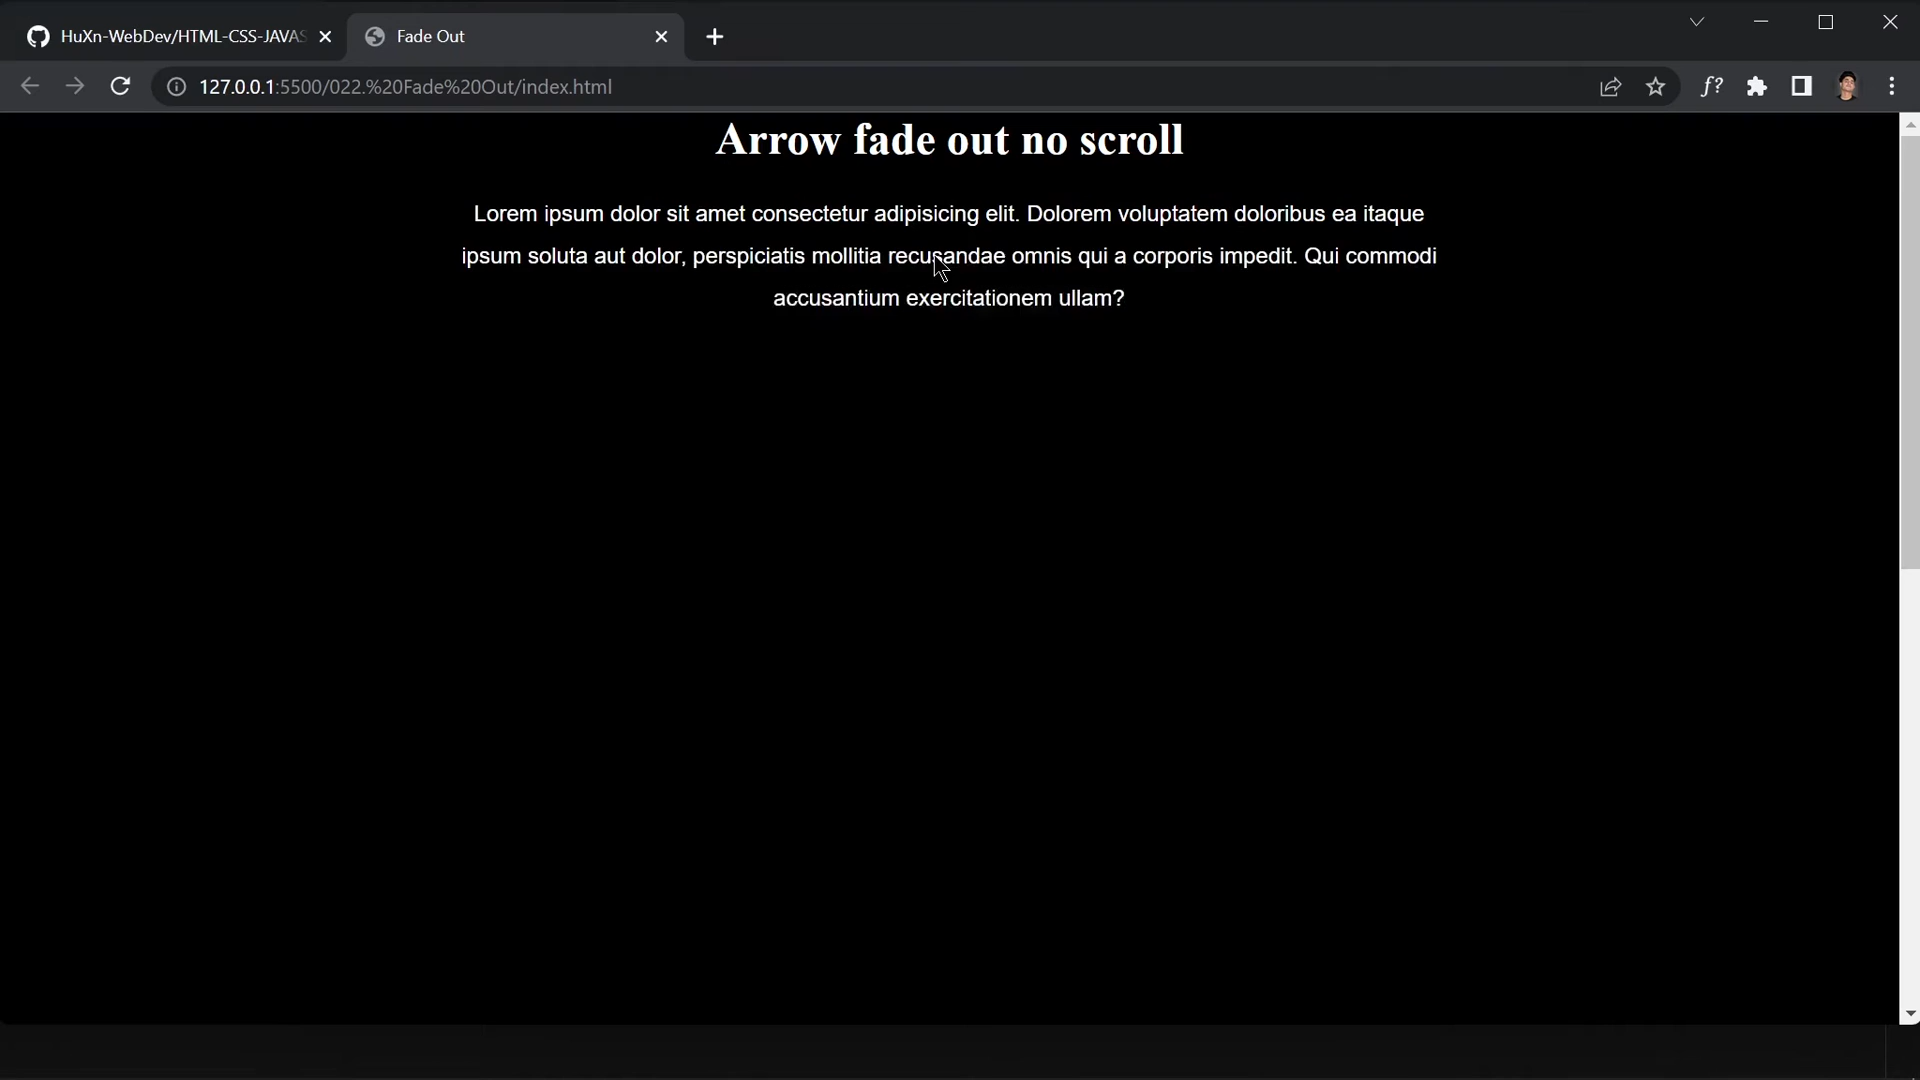 HuXn-WebDev/HTML-CSS-JAVAS
Fade Out
127.0.0.1:5500/022.%20Fade%20Out/index.html
f?
Arrow fade out no scroll
Lorem ipsum dolor sit amet consectetur adipisicing elit. Dolorem voluptatem doloribus ea itaque
ipsum soluta aut dolor, perspiciatis mollitia recusandae omnis qui a corporis impedit. Qui commodi
accusantium exercitationem ullam?